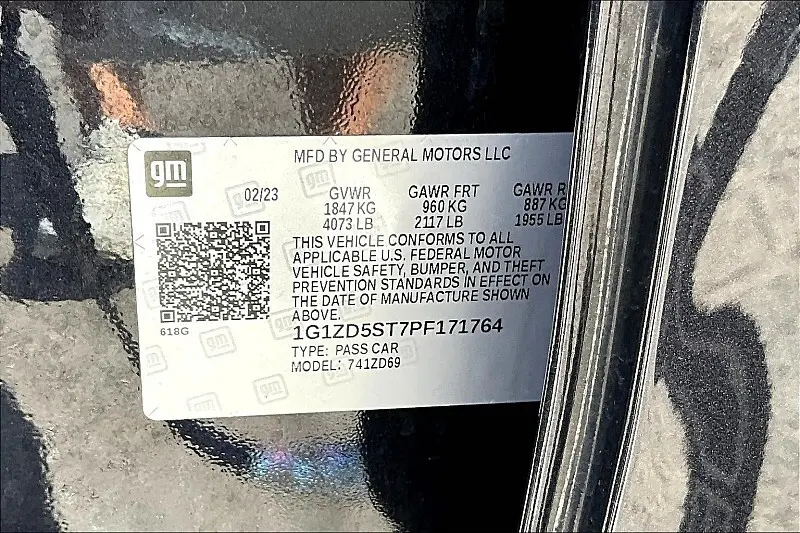 gm
MFD BY GENERAL MOTORS LLC
02/23
GVWR GAWR FRT GAWR R
1847 KG 960 KG 887 KG
4073 LB 2117 LB 1955 LB
THIS VEHICLE CONFORMS TO ALL
APPLICABLE U.S. FEDERAL MOTOR
VEHICLE SAFETY, BUMPER, AND THEFT
PREVENTION STANDARDS IN EFFECT ON
THE DATE OF MANUFACTURE SHOWN
ABOVE.
618G
1G1ZD5ST7PF171764
TYPE: PASS CAR
MODEL: 741ZD69